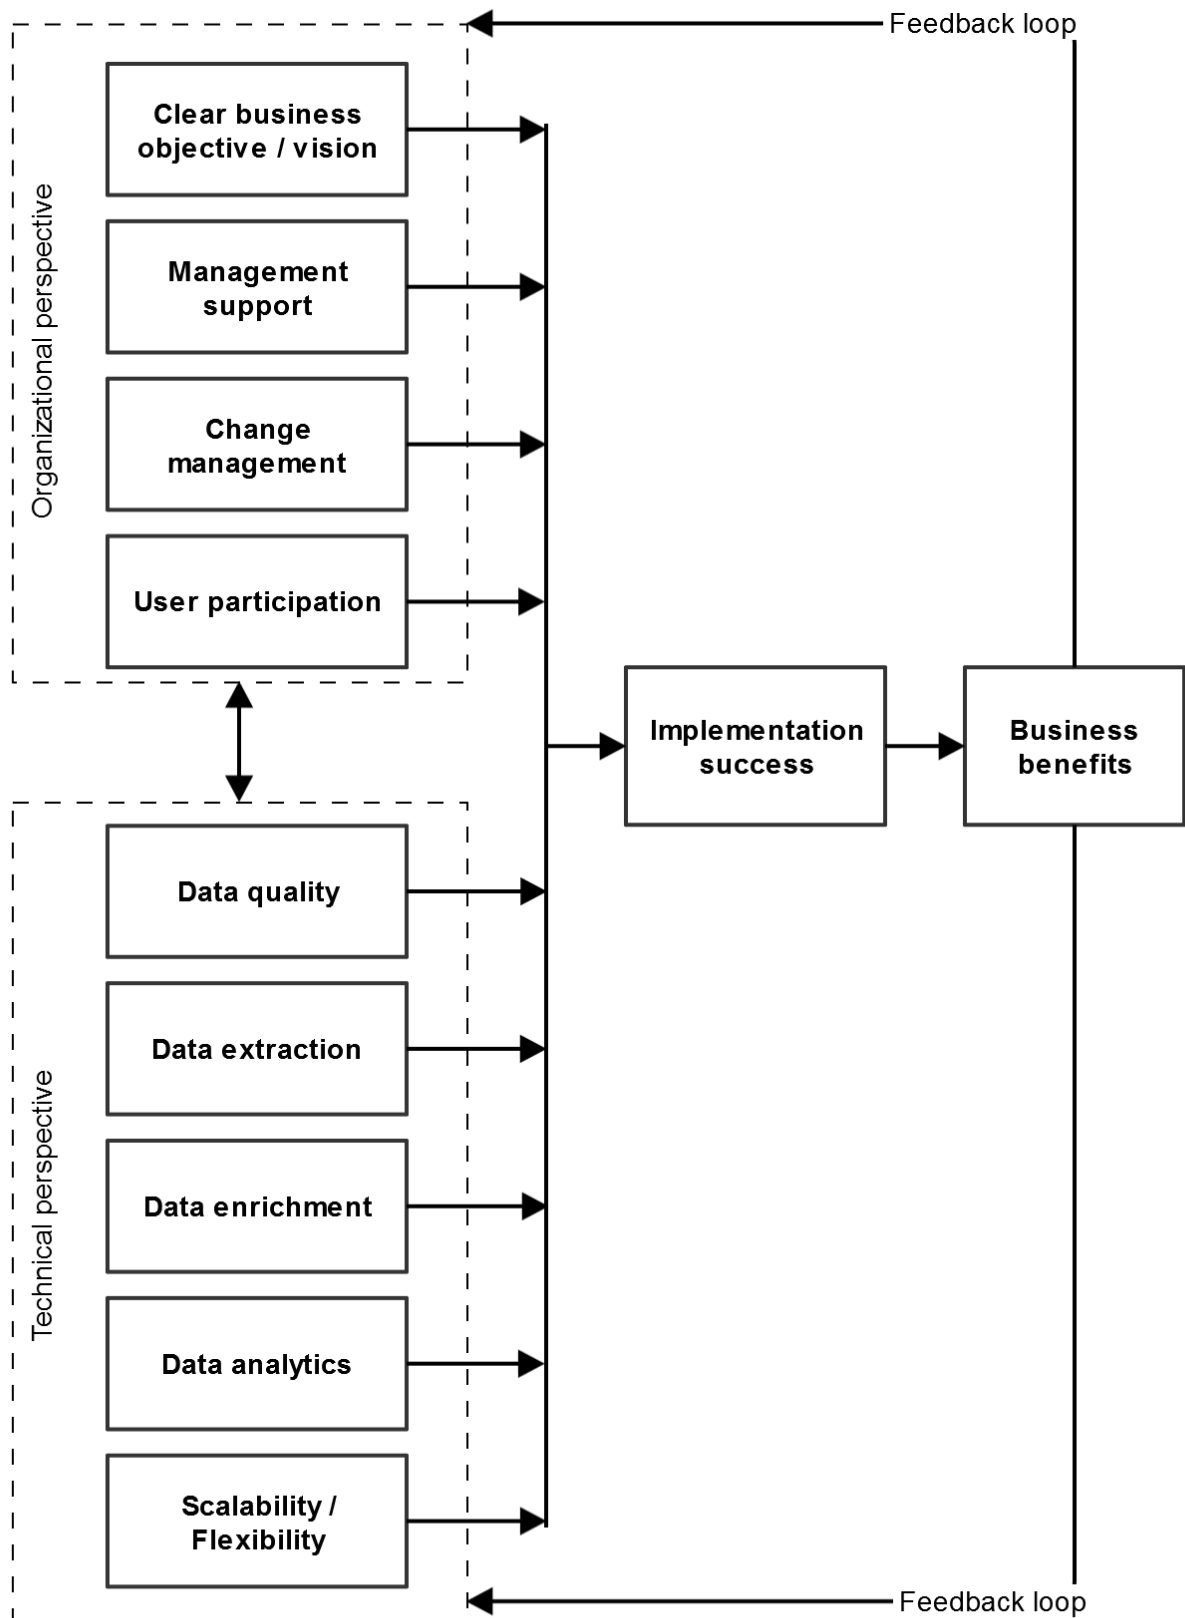 Feedback loop
Organizational perspective
Clear business
objective / vision
Management
support
Change
management
User participation
Implementation
success
Business
benefits
Technical perspective
Data quality
Data extraction
Data enrichment
Data analytics
Scalability /
Flexibility
Feedback loop